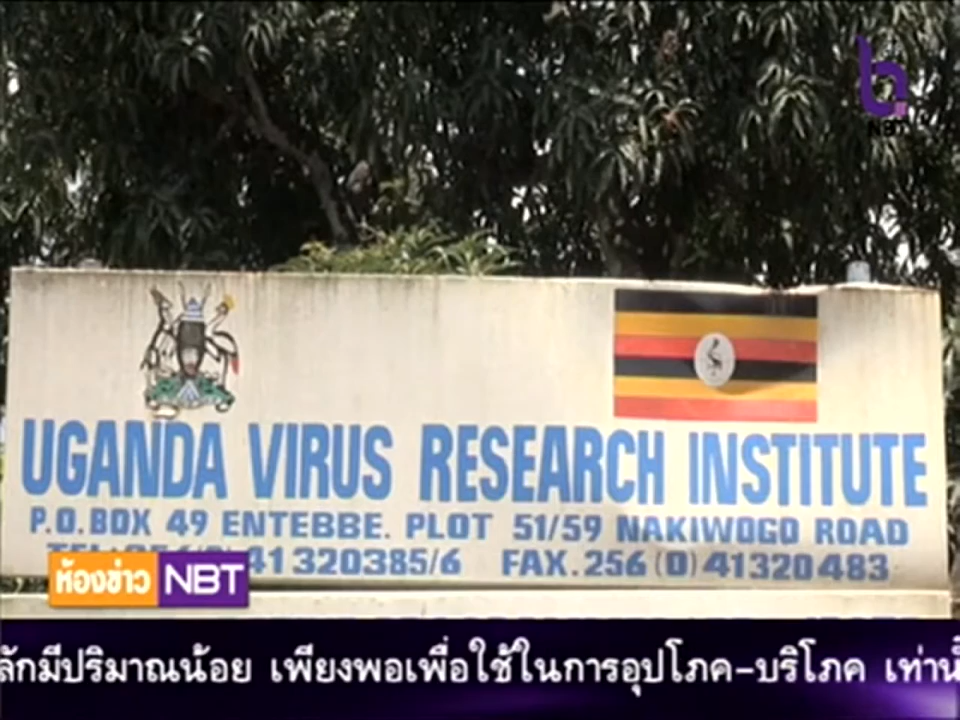 NBT
UGANDA VIRUS RESEARCH INSTITUTE
P.O.BOX 49 ENTEBBE. PLOT 51/59 NAKIWOGO ROAD
41 320385/6 FAX.256 (0) 41320483
ห้องข่าว NBT
ลักมีปริมาณน้อย เพียงพอเพื่อใช้ในการอุปโภค-บริโภค เท่านั้